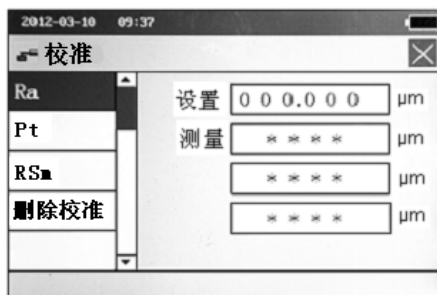 2012-03-10 09:37
校准
Ra
Pt
RSm
删除校准
设置 000.000 μm
测量 **** μm
**** μm
**** μm